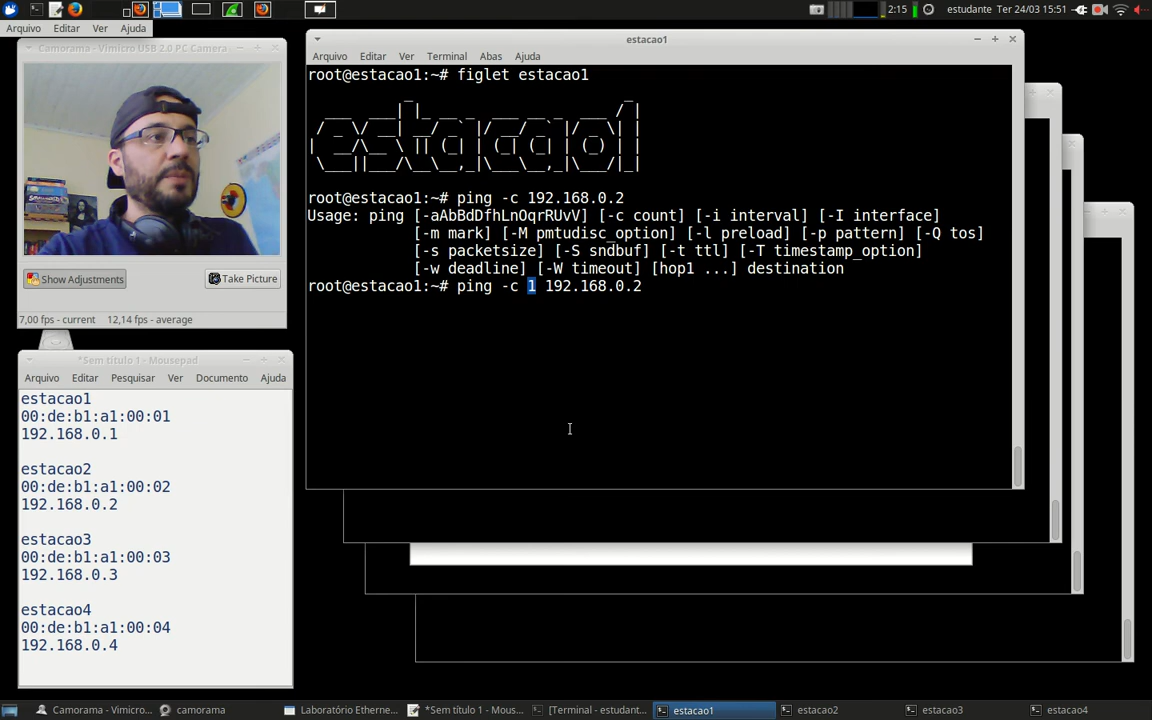 2:15
estudante Ter 24/03 15:51
Arquivo Editar Ver Ajuda
Camorama - Vimicro USB 2.0 PC Camera
Show Adjustments
Take Picture
7,00 fps - current 12,14 fps - average
*Sem título 1 - Mousepad
Arquivo Editar Pesquisar Ver Documento Ajuda
estacao1
00:de:b1:a1:00:01
192.168.0.1
estacao2
00:de:b1:a1:00:02
192.168.0.2
estacao3
00:de:b1:a1:00:03
192.168.0.3
estacao4
00:de:b1:a1:00:04
192.168.0.4
estacao1
Arquivo Editar Ver Terminal Abas Ajuda
root@estacao1:~# figlet estacao1
estacao1
root@estacao1:~# ping -c 192.168.0.2
Usage: ping [-aAbBdDfhLnOqrRUvV] [-c count] [-i interval] [-I interface]
[-m mark] [-M pmtudisc_option] [-l preload] [-p pattern] [-Q tos]
[-s packetsize] [-S sndbuf] [-t ttl] [-T timestamp_option]
[-w deadline] [-W timeout] [hop1 ...] destination
root@estacao1:~# ping -c 1 192.168.0.2
Camorama - Vimicro...
camorama
Laboratório Etherne...
*Sem título 1 - Mous...
[Terminal - estudant...
estacao1
estacao2
estacao3
estacao4